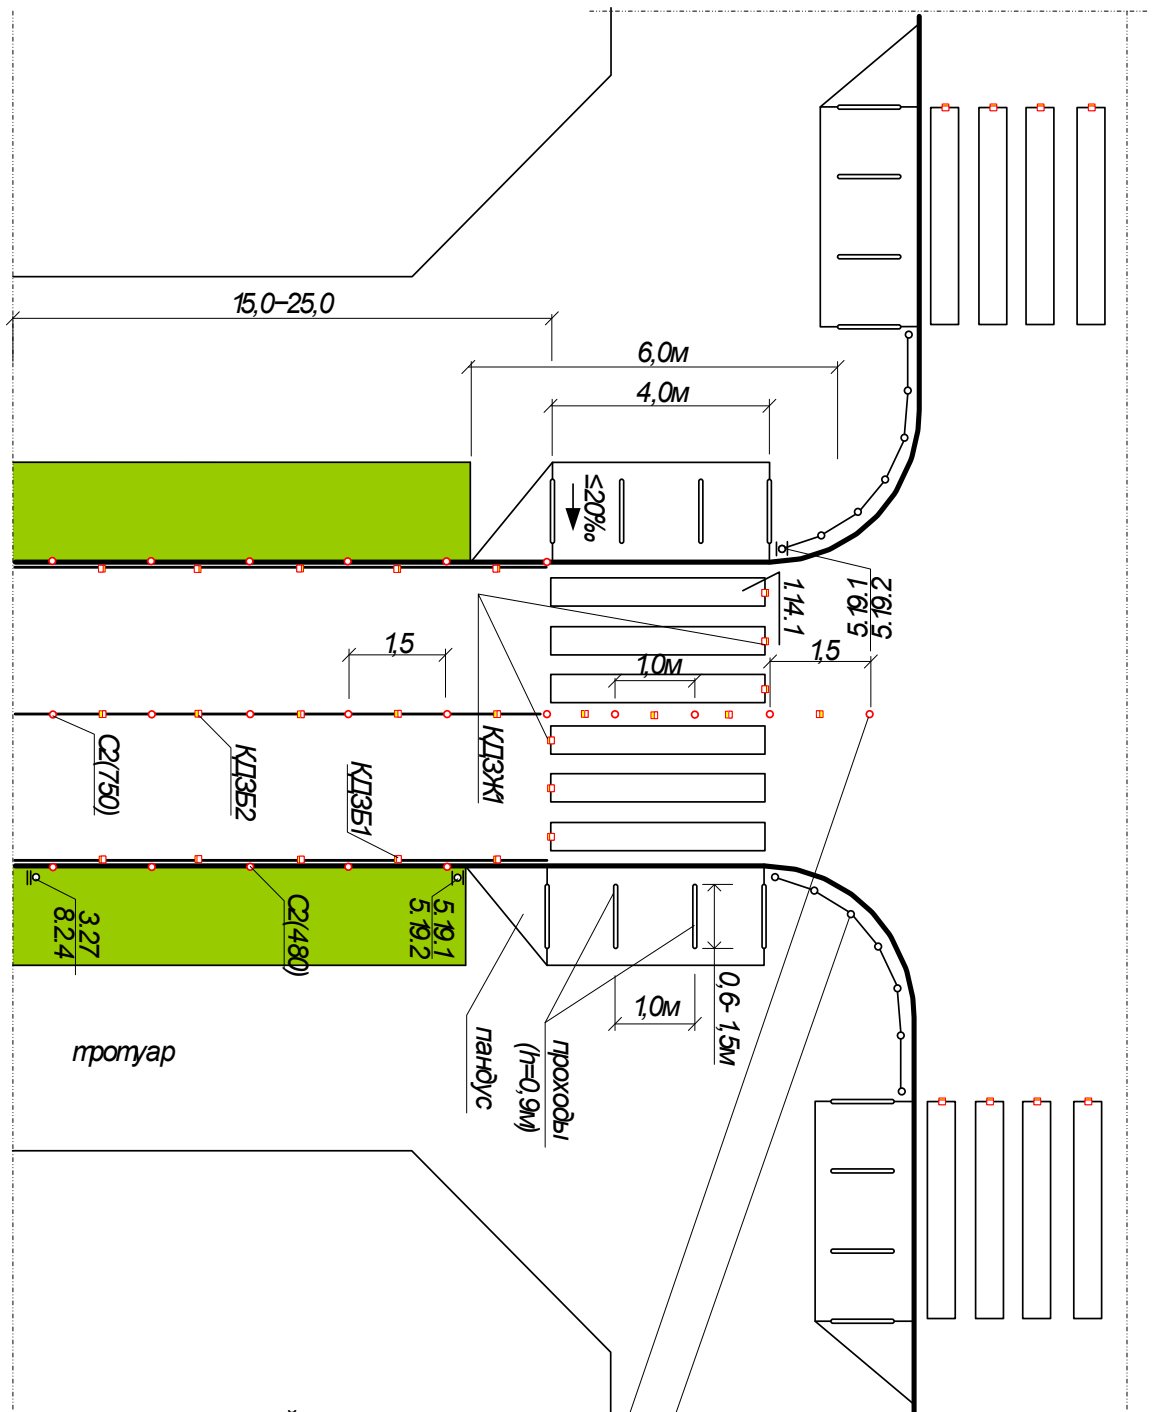 15,0-25,0
6,0м
4,0м
≤20‰
1.14.1
5.19.1
5.19.2
1,5
1,0м
1,5
С2(750)
КД3Б2
КД3Б1
КД3Ж1
3.27
8.2.4
С2(480)
5.19.1
5.19.2
0,6-1,5м
1,0м
тротуар
пандус
проходы
(h=0,9м)